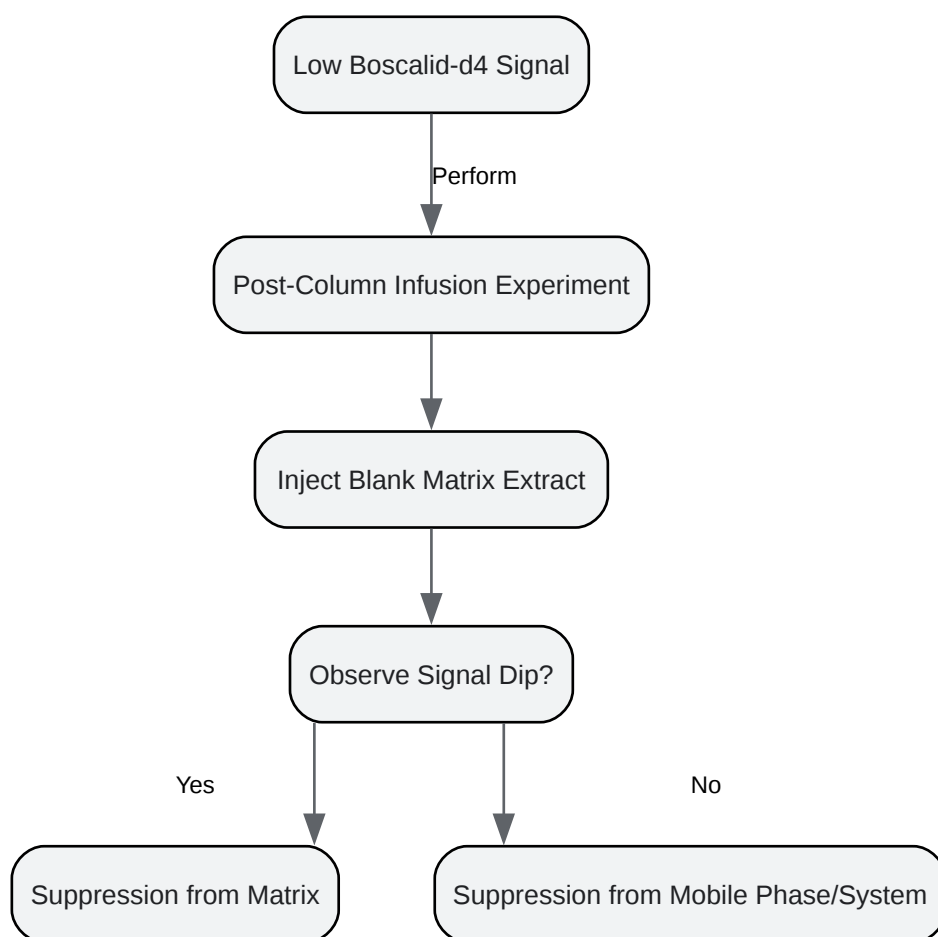 Low Boscalid-d4 Signal
Perform
Post-Column Infusion Experiment
Inject Blank Matrix Extract
Observe Signal Dip?
Yes
No
Suppression from Matrix
Suppression from Mobile Phase/System